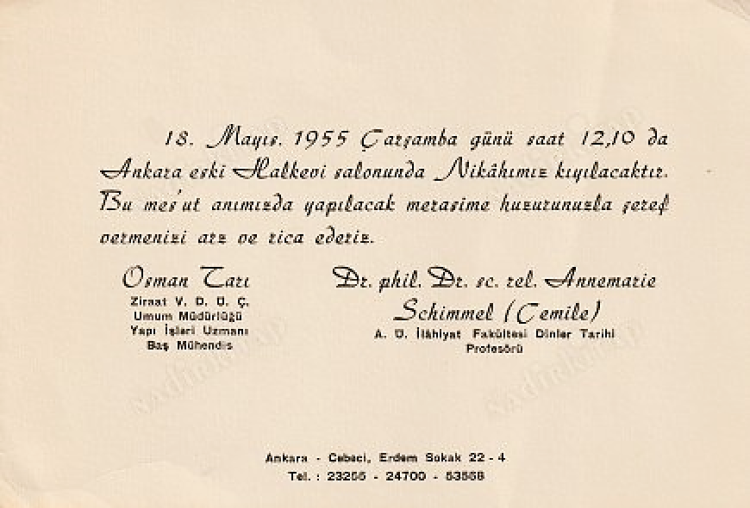 18. Mayıs. 1955 Çarşamba günü saat 12,10 da
Ankara eski Halkevi salonunda Nikâhımız kıyılacaktır.
Bu mes'ut anımızda yapılacak merasime huzurunuzla şeref
vermenizi arz ve rica ederiz.
Osman Tarı
Ziraat V. D. Ü. Ç.
Umum Müdürlüğü
Yapı İşleri Uzmanı
Baş Mühendis
Dr. phil. Dr. sc. rel. Annemarie
Schimmel (Cemile)
A. Ü. İlâhiyat Fakültesi Dinler Tarihi
Profesörü
Ankara - Cebeci, Erdem Sokak 22 - 4
Tel. : 23255 - 24700 - 53558